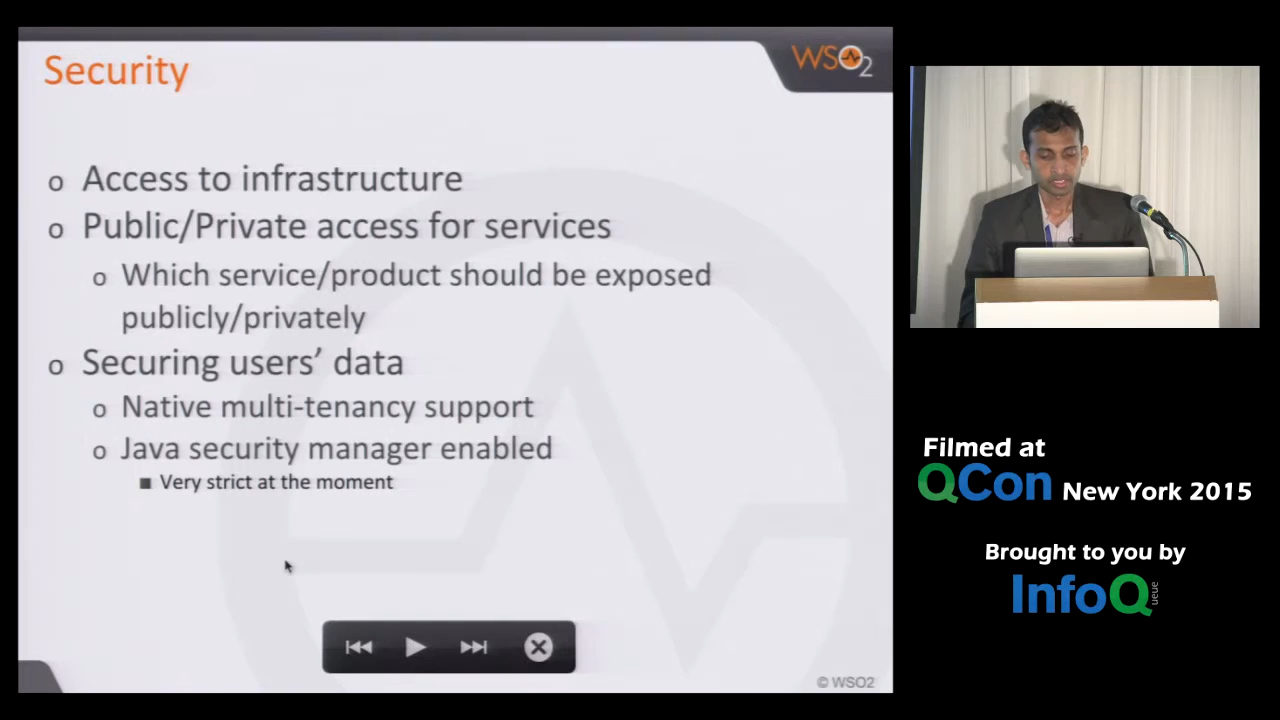 Security
WSO2
o Access to infrastructure
o Public/Private access for services
o Which service/product should be exposed
publicly/privately
o Securing users’ data
o Native multi-tenancy support
o Java security manager enabled
■ Very strict at the moment
© WSO2
Filmed at
QCon New York 2015
Brought to you by
InfoQ
ueue